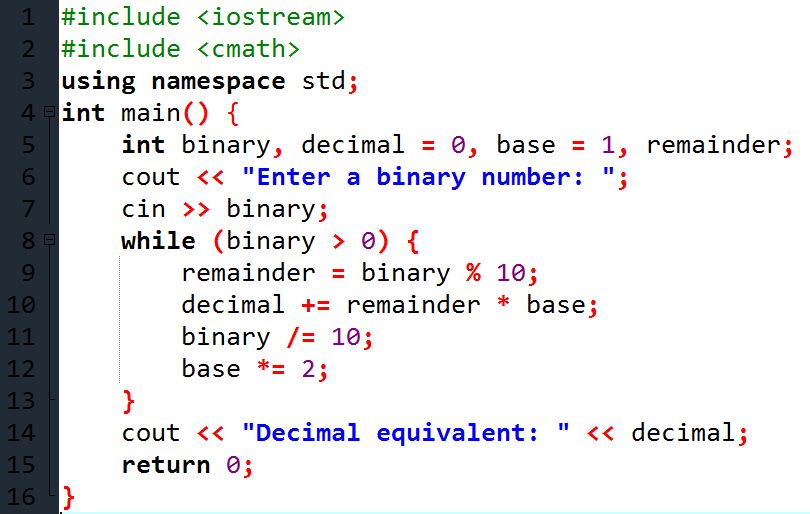 1 #include <iostream>
2 #include <cmath>
3 using namespace std;
4 int main() {
5     int binary, decimal = 0, base = 1, remainder;
6     cout << "Enter a binary number: ";
7     cin >> binary;
8     while (binary > 0) {
9         remainder = binary % 10;
10         decimal += remainder * base;
11         binary /= 10;
12         base *= 2;
13     }
14     cout << "Decimal equivalent: " << decimal;
15     return 0;
16 }